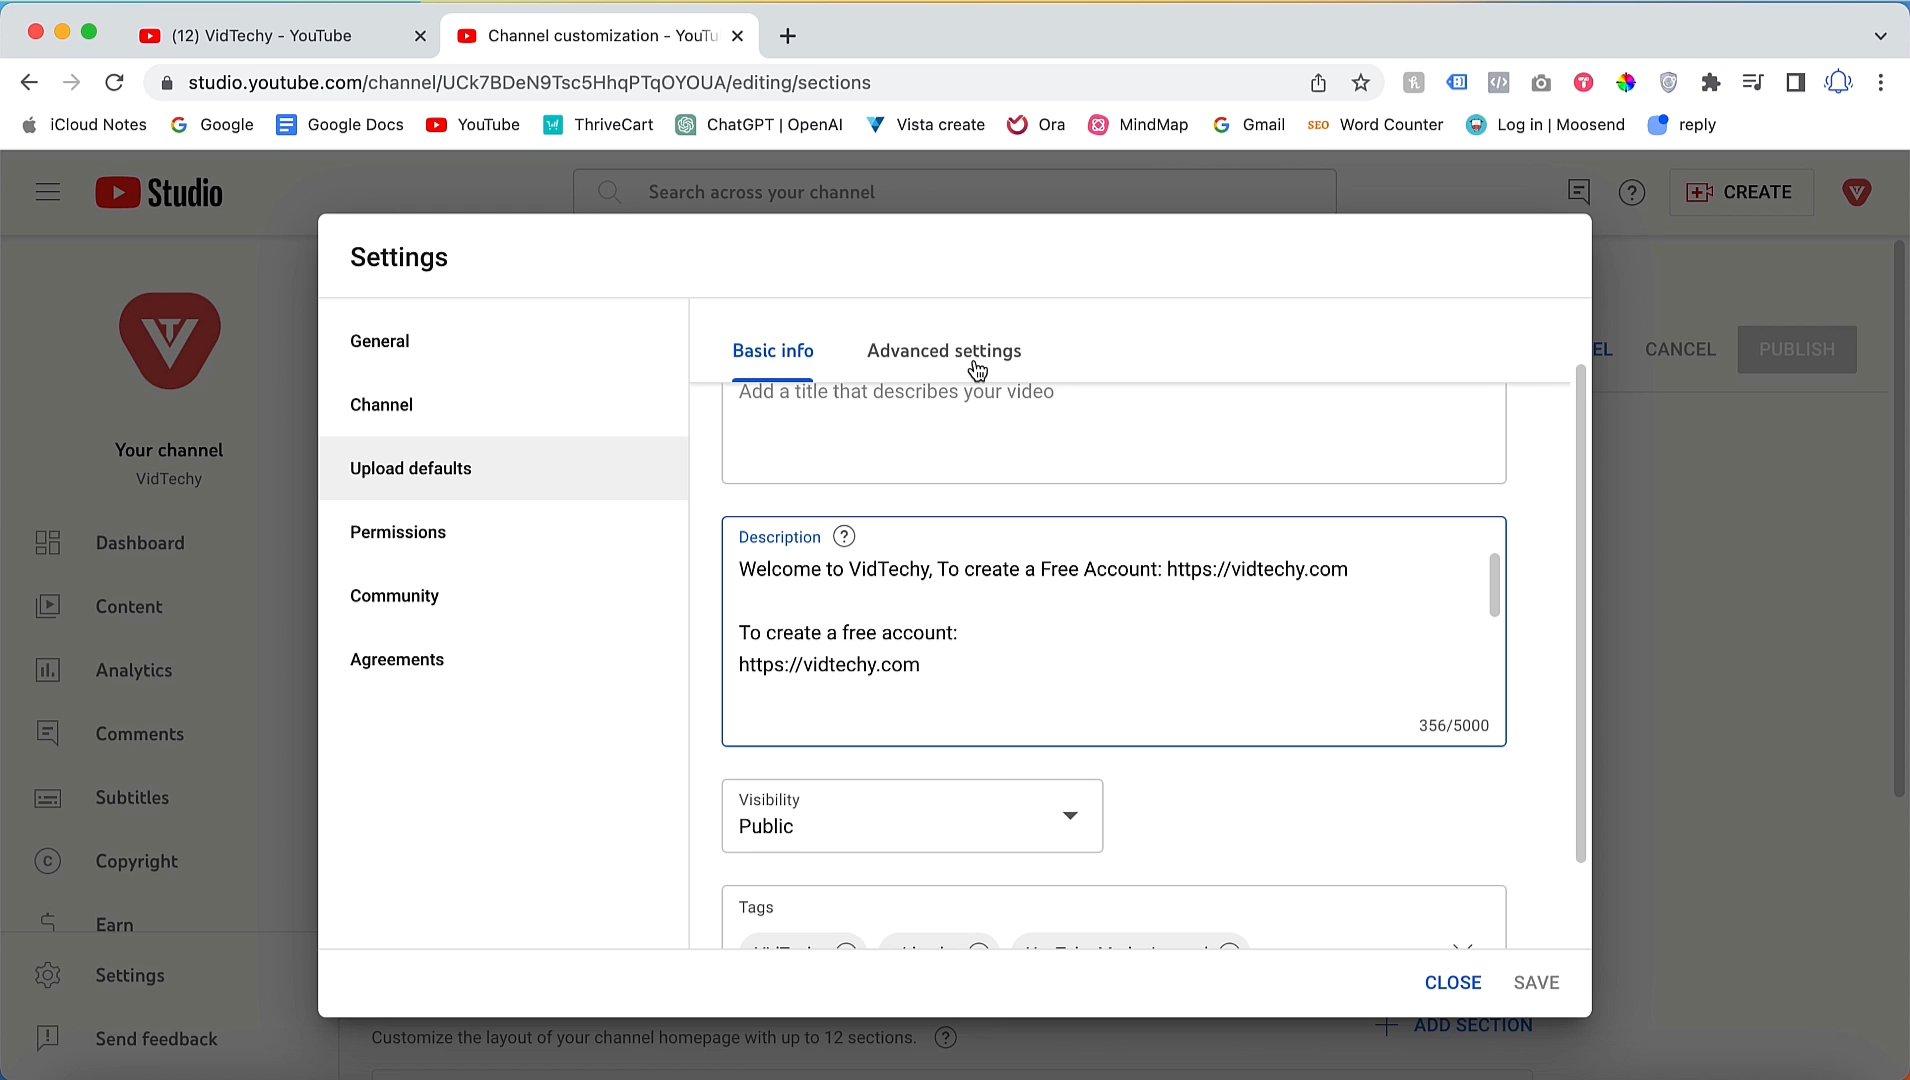 (12) VidTechy - YouTube
Channel customization - YouTu
studio.youtube.com/channel/UCk7BDeN9Tsc5HhqPTqOYOUA/editing/sections
iCloud Notes
Google
Google Docs
YouTube
ThriveCart
ChatGPT | OpenAI
Vista create
Ora
MindMap
Gmail
SEO
Word Counter
Log in | Moosend
reply
Studio
Search across your channel
CREATE
Settings
General
Channel
Upload defaults
Permissions
Community
Agreements
Basic info
Advanced settings
Add a title that describes your video
Description
Welcome to VidTechy, To create a Free Account: https://vidtechy.com
To create a free account:
https://vidtechy.com
356/5000
Visibility
Public
Tags
CLOSE
SAVE
EL
CANCEL
PUBLISH
Your channel
VidTechy
Dashboard
Content
Analytics
Comments
Subtitles
Copyright
Earn
Settings
Send feedback
Customize the layout of your channel homepage with up to 12 sections.
ADD SECTION